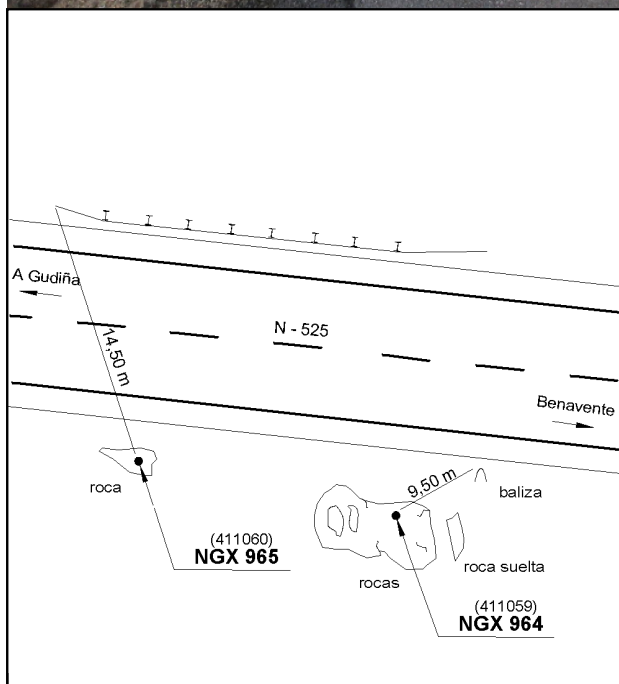 A Gudiña
N - 525
14,50 m
Benavente
9,50 m
baliza
roca
(411060)
NGX 965
roca suelta
rocas
(411059)
NGX 964